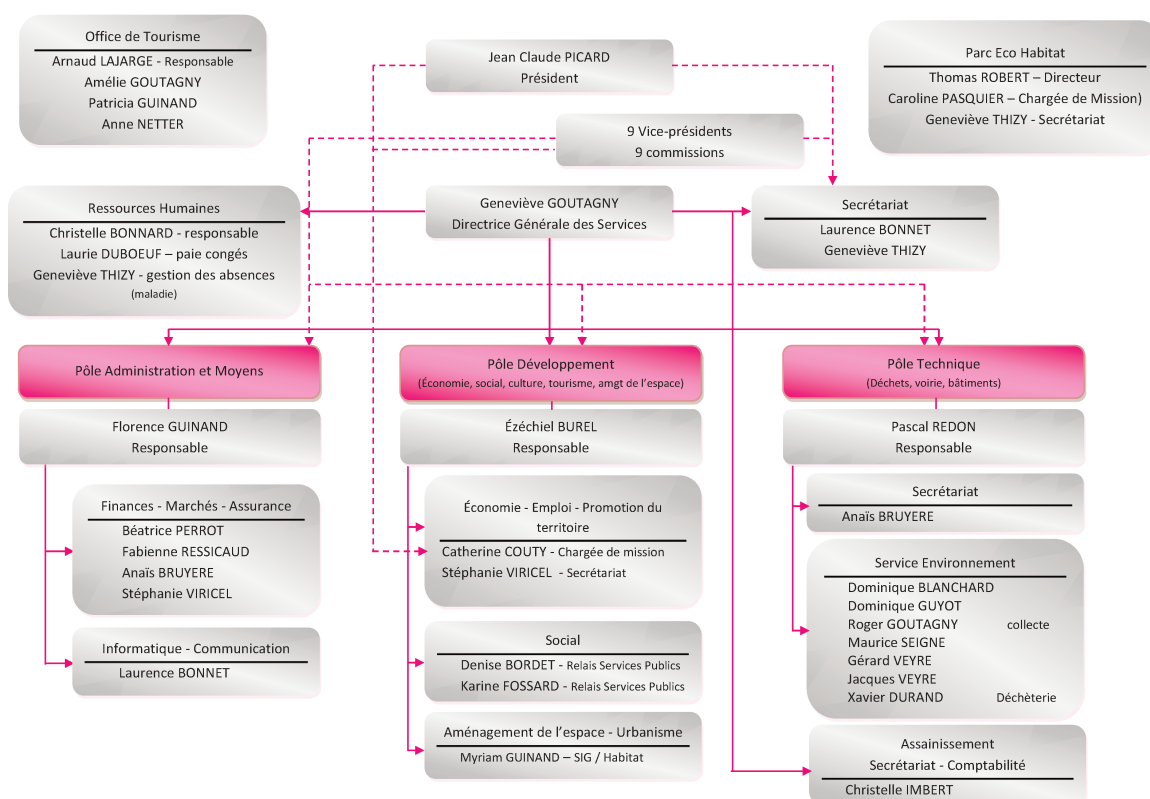 Office de Tourisme
Arnaud LAJARGE - Responsable
Amélie GOUTAGNY
Patricia GUINAND
Anne NETTER
Jean Claude PICARD
Président
Parc Eco Habitat
Thomas ROBERT – Directeur
Caroline PASQUIER – Chargée de Mission)
Geneviève THIZY - Secrétariat
9 Vice-présidents
9 commissions
Ressources Humaines
Christelle BONNARD - responsable
Laurie DUBOEUF – paie congés
Geneviève THIZY - gestion des absences
(maladie)
Geneviève GOUTAGNY
Directrice Générale des Services
Secrétariat
Laurence BONNET
Geneviève THIZY
Pôle Administration et Moyens
Florence GUINAND
Responsable
Finances - Marchés - Assurance
Béatrice PERROT
Fabienne RESSICAUD
Anaïs BRUYERE
Stéphanie VIRICEL
Informatique - Communication
Laurence BONNET
Pôle Développement
(Économie, social, culture, tourisme, amgt de l’espace)
Ézéchiel BUREL
Responsable
Économie - Emploi - Promotion du
territoire
Catherine COUTY - Chargée de mission
Stéphanie VIRICEL - Secrétariat
Social
Denise BORDET - Relais Services Publics
Karine FOSSARD - Relais Services Publics
Aménagement de l’espace - Urbanisme
Myriam GUINAND – SIG / Habitat
Pôle Technique
(Déchets, voirie, bâtiments)
Pascal REDON
Responsable
Secrétariat
Anaïs BRUYERE
Service Environnement
Dominique BLANCHARD
Dominique GUYOT
Roger GOUTAGNY collecte
Maurice SEIGNE
Gérard VEYRE
Jacques VEYRE
Xavier DURAND Déchèterie
Assainissement
Secrétariat - Comptabilité
Christelle IMBERT